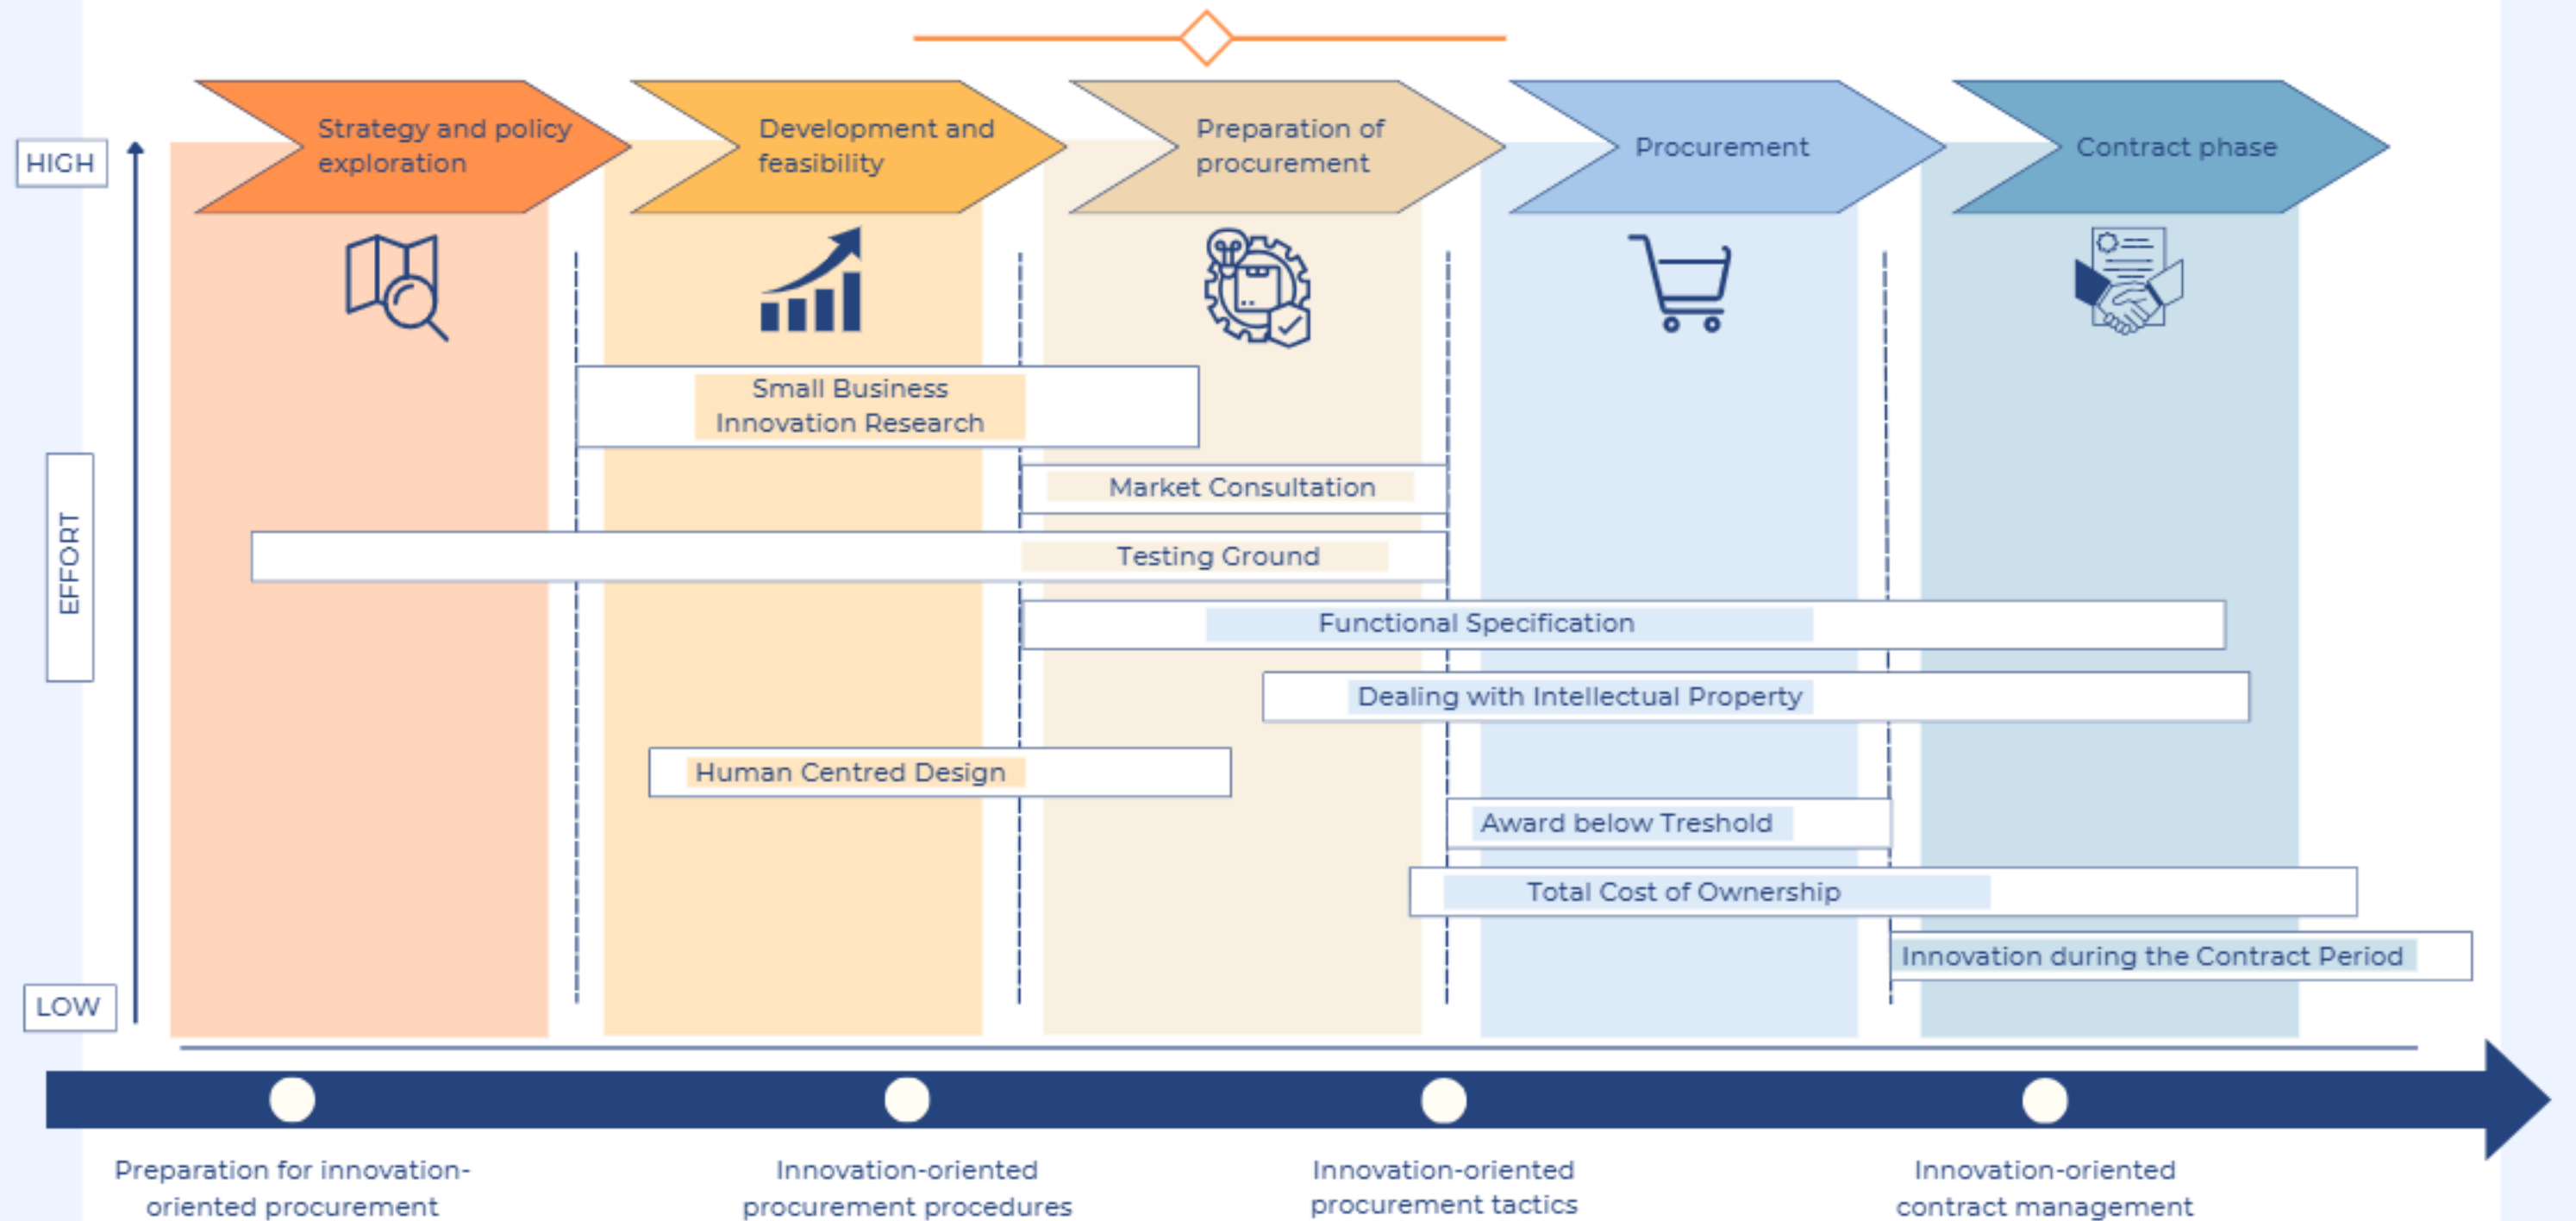 Strategy and policy
exploration
Development and
feasibility
Preparation of
procurement
Procurement
Contract phase
HIGH
EFFORT
LOW
Small Business
Innovation Research
Market Consultation
Testing Ground
Functional Specification
Dealing with Intellectual Property
Human Centred Design
Award below Treshold
Total Cost of Ownership
Innovation during the Contract Period
Preparation for innovation-
oriented procurement
Innovation-oriented
procurement procedures
Innovation-oriented
procurement tactics
Innovation-oriented
contract management